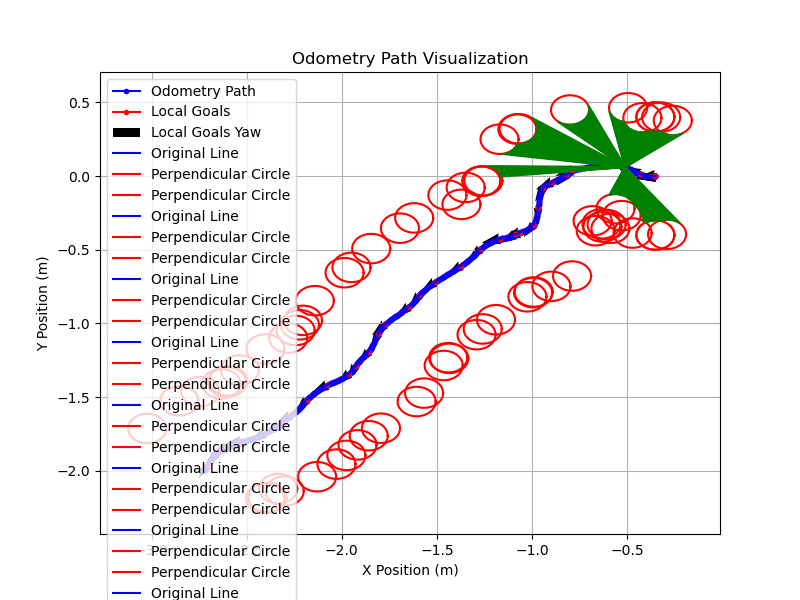 Odometry Path Visualization
Y Position (m)
0.5
0.0
−0.5
−1.0
−1.5
−2.0
Odometry Path
Local Goals
Local Goals Yaw
Original Line
Perpendicular Circle
Perpendicular Circle
Original Line
Perpendicular Circle
Perpendicular Circle
Original Line
Perpendicular Circle
Perpendicular Circle
Original Line
Perpendicular Circle
Perpendicular Circle
Original Line
Perpendicular Circle
Perpendicular Circle
Original Line
Perpendicular Circle
Perpendicular Circle
Original Line
Perpendicular Circle
Perpendicular Circle
Original Line
−2.0 −1.5 −1.0 −0.5
X Position (m)